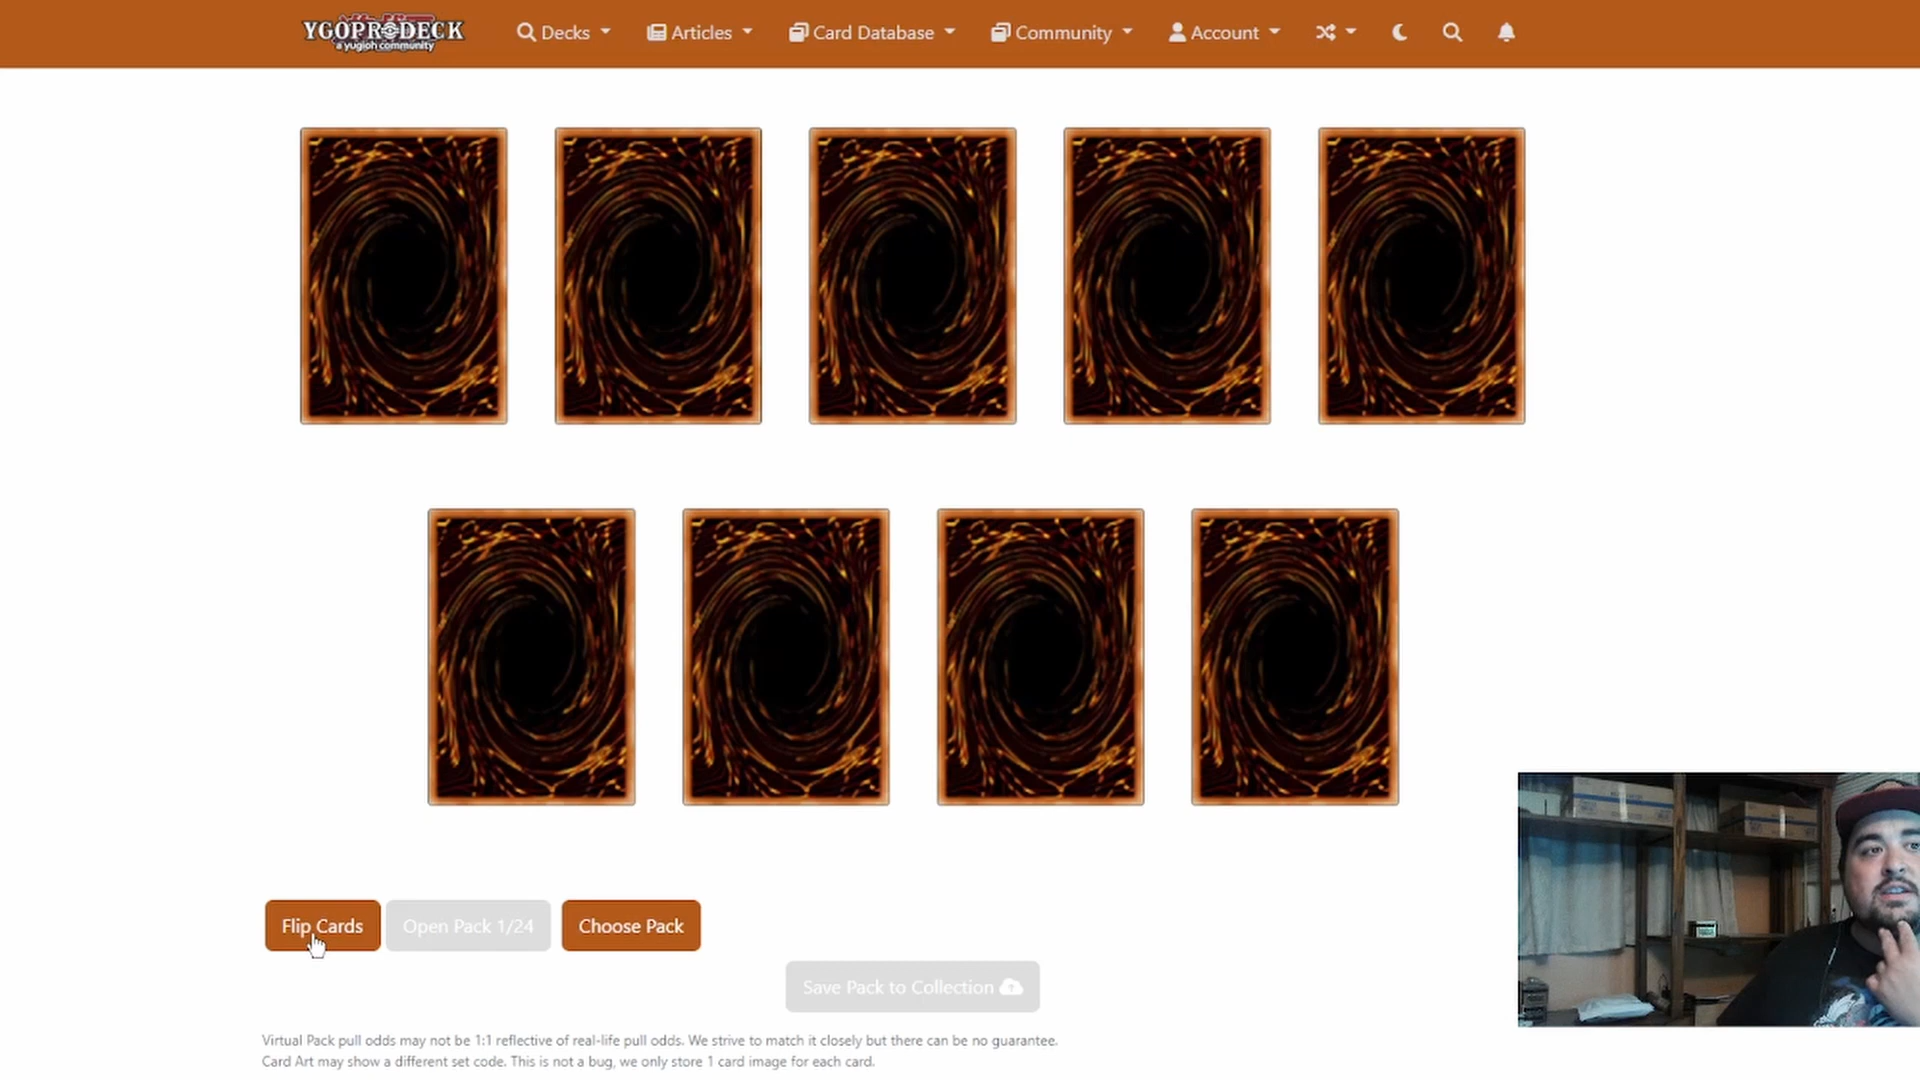 YGOPRODECK
a yugioh community
Decks
Articles
Card Database
Community
Account
Flip Cards
Open Pack 1/24
Choose Pack
Save Pack to Collection
Virtual Pack pull odds may not be 1:1 reflective of real-life pull odds. We strive to match it closely but there can be no guarantee.
Card Art may show a different set code. This is not a bug, we only store 1 card image for each card.